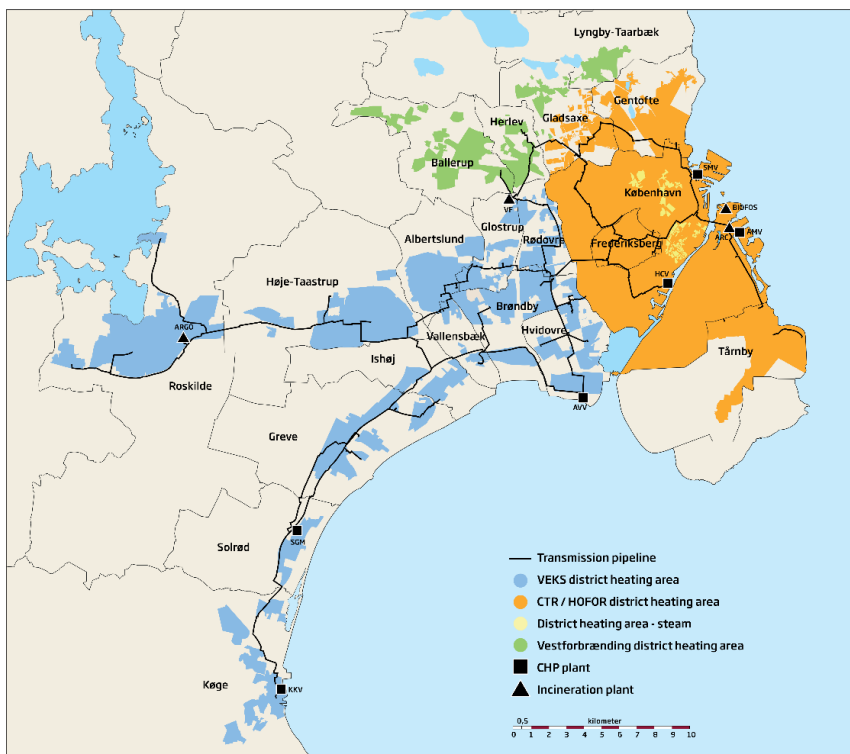 Lyngby-Taarbæk
Gentofte
Gladsaxe
Herlev
Ballerup
SMV
København
VF
BIOFOS
Glostrup
ARC
AMV
Albertslund
Rødovre
Frederiksberg
Høje-Taastrup
HCV
Brøndby
ARGO
Hvidovre
Vallensbæk
Tårnby
Ishøj
Roskilde
AVV
Greve
Solrød
SGM
Køge
KKV
Transmission pipeline
VEKS district heating area
CTR / HOFOR district heating area
District heating area - steam
Vestforbrænding district heating area
CHP plant
Incineration plant
0,5 kilometer
0 1 2 3 4 5 6 7 8 9 10